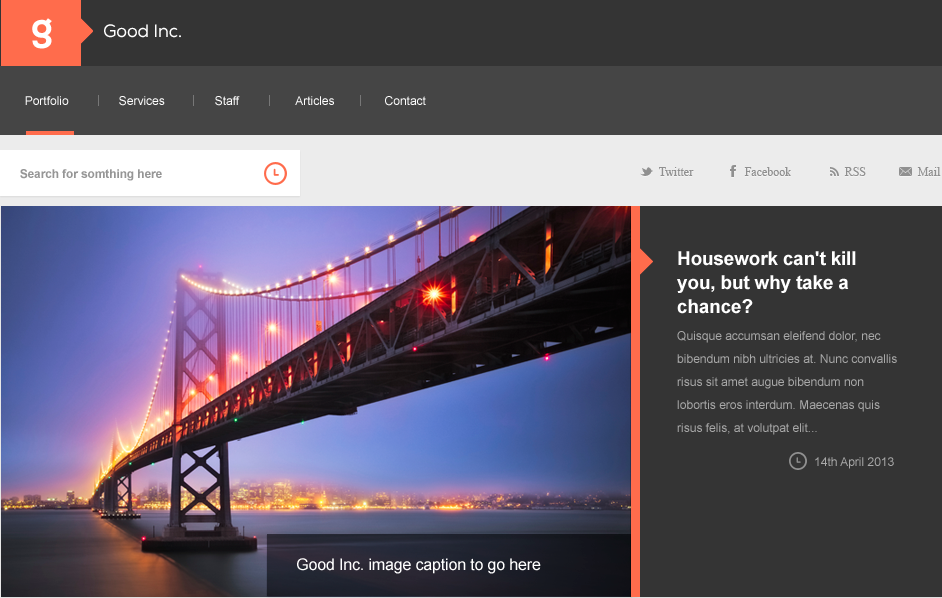 g
Good Inc.
Portfolio
Services
Staff
Articles
Contact
Search for somthing here
Twitter
Facebook
RSS
Mail
Housework can't kill
you, but why take a
chance?
Quisque accumsan eleifend dolor, nec
bibendum nibh ultricies at. Nunc convallis
risus sit amet augue bibendum non
lobortis eros interdum. Maecenas quis
risus felis, at volutpat elit...
14th April 2013
Good Inc. image caption to go here